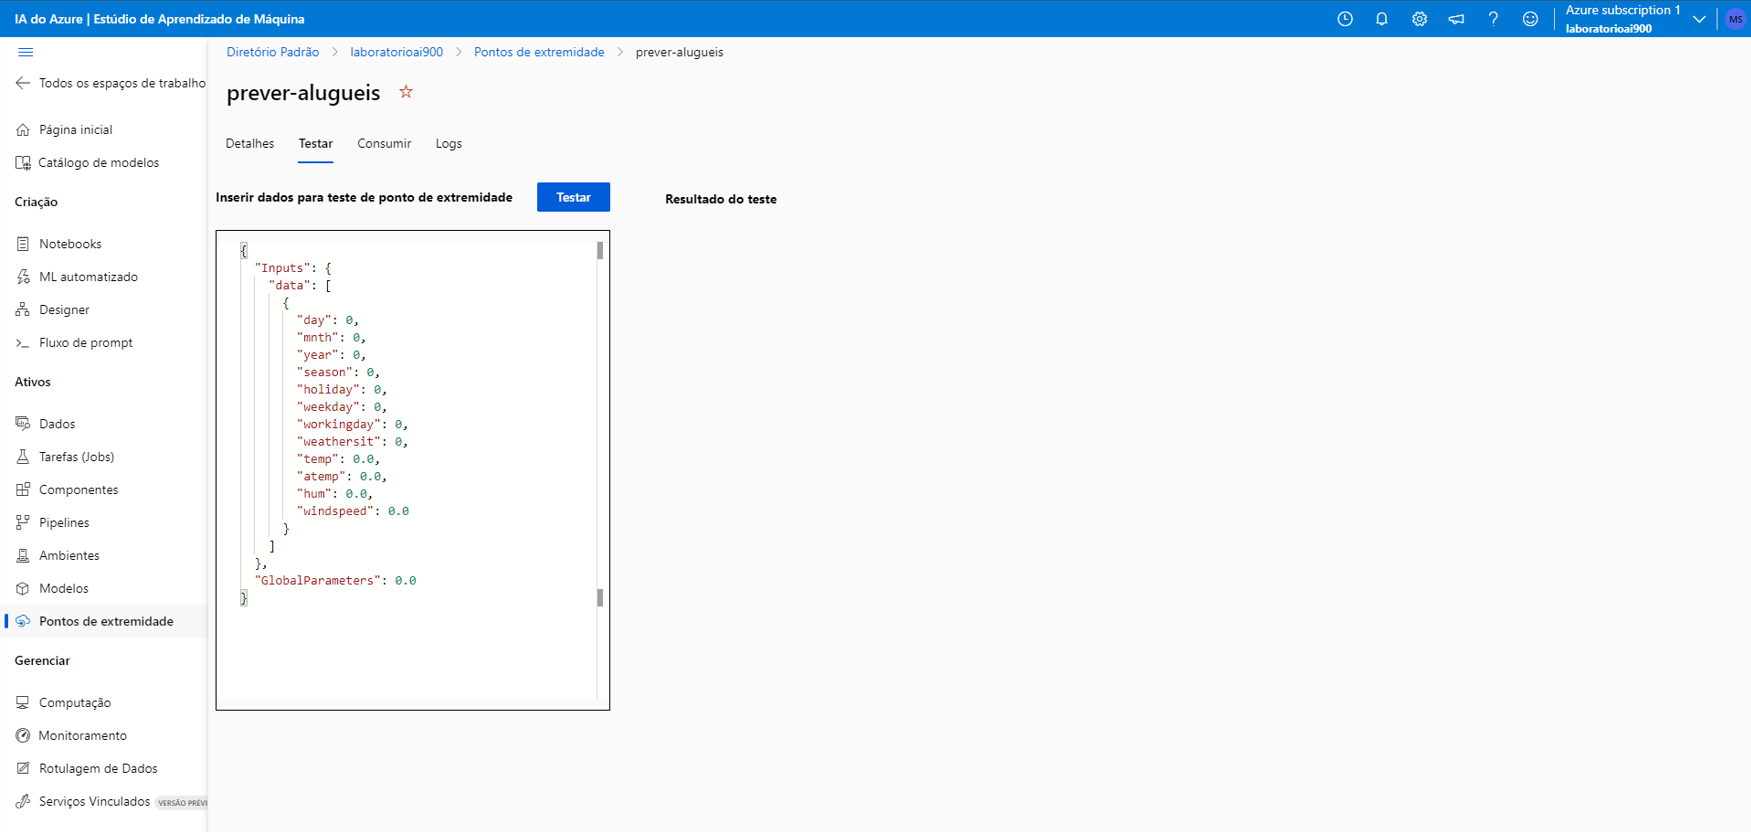 IA do Azure | Estúdio de Aprendizado de Máquina
Azure subscription 1
laboratorioai900
MS
Todos os espaços de trabalho
Página inicial
Catálogo de modelos
Criação
Notebooks
ML automatizado
Designer
Fluxo de prompt
Ativos
Dados
Tarefas (Jobs)
Componentes
Pipelines
Ambientes
Modelos
Pontos de extremidade
Gerenciar
Computação
Monitoramento
Rotulagem de Dados
Serviços Vinculados VERSÃO PRÉVI
Diretório Padrão > laboratorioai900 > Pontos de extremidade > prever-alugueis
prever-alugueis
Detalhes Testar Consumir Logs
Inserir dados para teste de ponto de extremidade
Testar
{
"Inputs": {
"data": [
{
"day": 0,
"mnth": 0,
"year": 0,
"season": 0,
"holiday": 0,
"weekday": 0,
"workingday": 0,
"weathersit": 0,
"temp": 0.0,
"atemp": 0.0,
"hum": 0.0,
"windspeed": 0.0
}
]
},
"GlobalParameters": 0.0
}
Resultado do teste